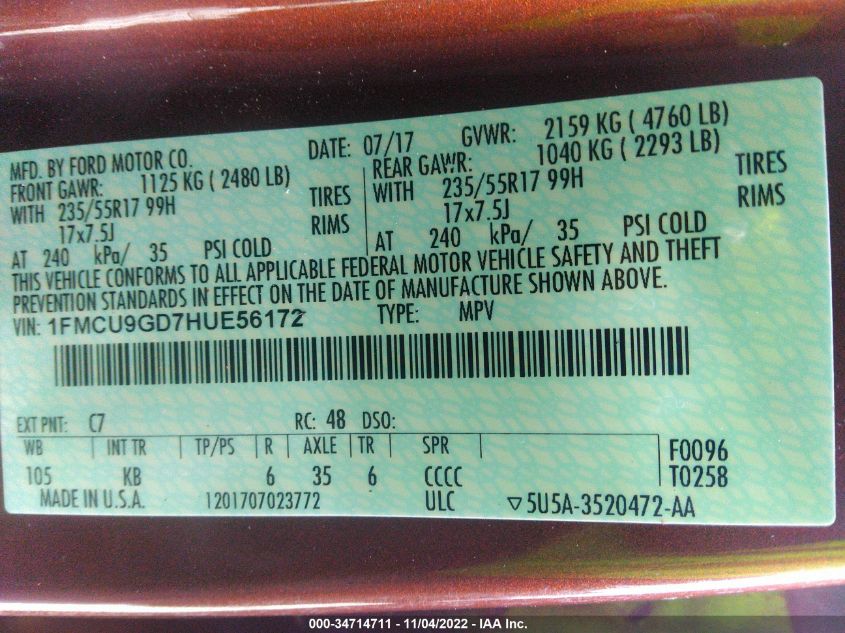 MFD. BY FORD MOTOR CO. DATE: 07/17 GVWR: 2159 KG ( 4760 LB)
FRONT GAWR: 1125 KG ( 2480 LB) REAR GAWR: 1040 KG ( 2293 LB)
WITH 235/55R17 99H TIRES WITH 235/55R17 99H TIRES
17x7.5J RIMS 17x7.5J RIMS
AT 240 kPa/ 35 PSI COLD AT 240 kPa/ 35 PSI COLD
THIS VEHICLE CONFORMS TO ALL APPLICABLE FEDERAL MOTOR VEHICLE SAFETY AND THEFT
PREVENTION STANDARDS IN EFFECT ON THE DATE OF MANUFACTURE SHOWN ABOVE.
VIN: 1FMCU9GD7HUE56172 TYPE: MPV
EXT PNT: C7 RC: 48 DSO:
WB INT TR TP/PS R AXLE TR SPR F0096
105 KB 6 35 6 CCCC T0258
MADE IN U.S.A. 1201707023772 ULC ▽5U5A-3520472-AA
000-34714711 - 11/04/2022 - IAA Inc.